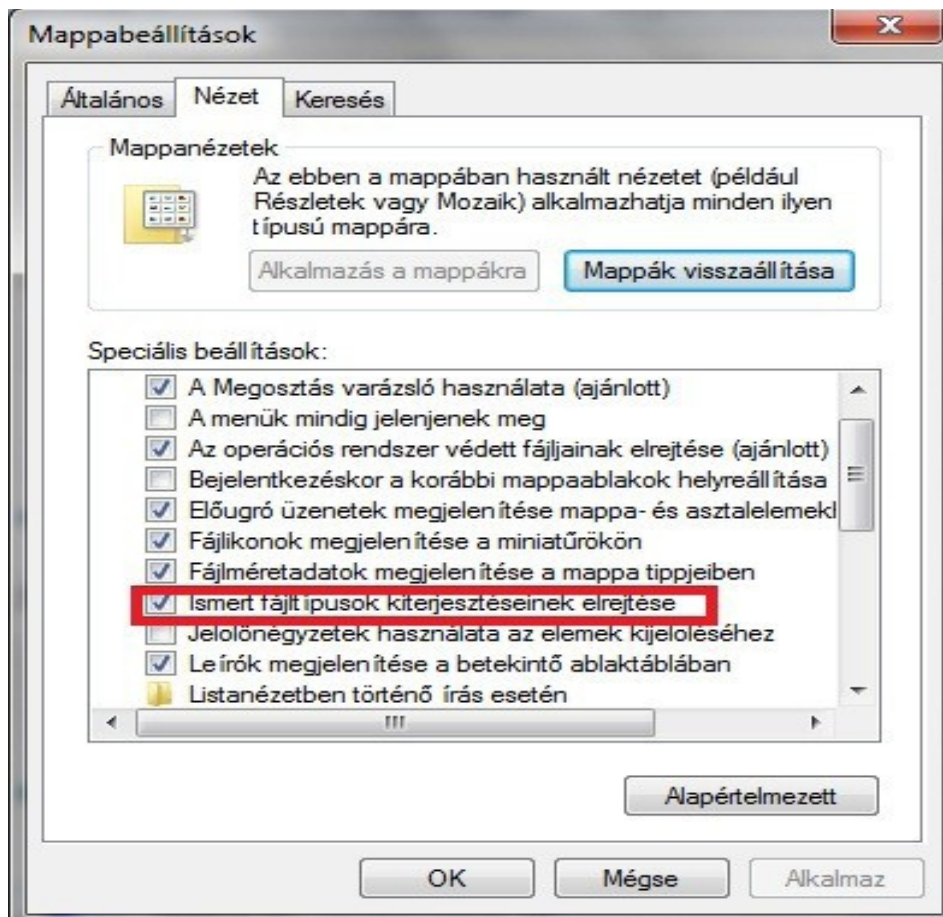 Mappabeállítások
Általános Nézet Keresés
Mappanézetek
Az ebben a mappában használt nézetet (például
Részletek vagy Mozaik) alkalmazhatja minden ilyen
típusú mappára.
Alkalmazás a mappákra Mappák visszaállítása
Speciális beállítások:
A Megosztás varázsló használata (ajánlott)
A menük mindig jelenjenek meg
Az operációs rendszer védett fájljainak elrejtése (ajánlott)
Bejelentkezéskor a korábbi mappaablakok helyreállítása
Előugró üzenetek megjelenítése mappa- és
Fájlikonok megjelenítése a miniatűrökön
Fájlméretadatok megjelenítése a mappa tippjeiben
Ismert fájltípusok kiterjesztéseinek elrejtése
Jelölőnégyzetek használata az elemek kijelöléséhez
Leírók megjelenítése a betekintő ablaktáblában
Listanézetben történő írás esetén
Alapértelmezett
OK Mégse Alkalmaz